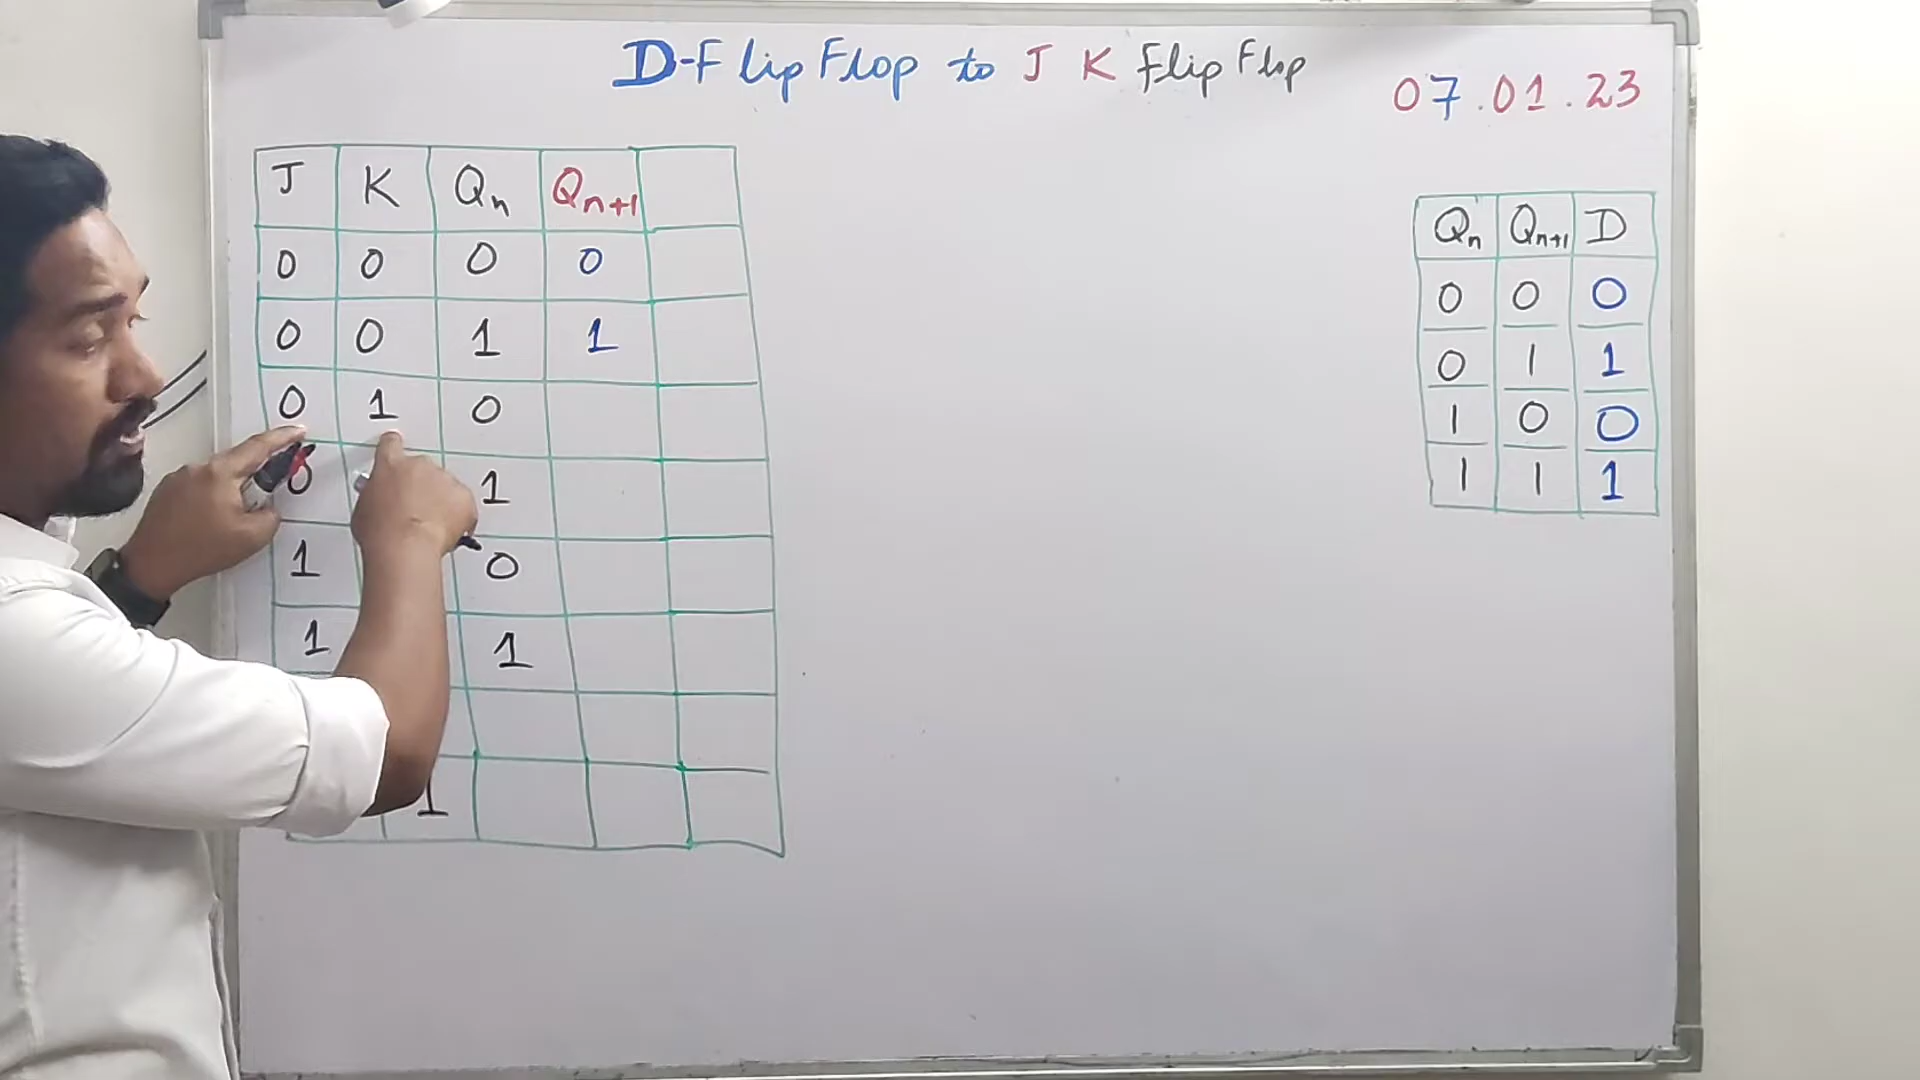 D-Flip Flop to J K Flip Flop
07.01.23
J K Qn Qn+1
0 0 0 0
0 0 1 1
0 1 0
0 1
1 0
1 1
1
Qn Qn+1 D
0 0 0
0 1 1
1 0 0
1 1 1